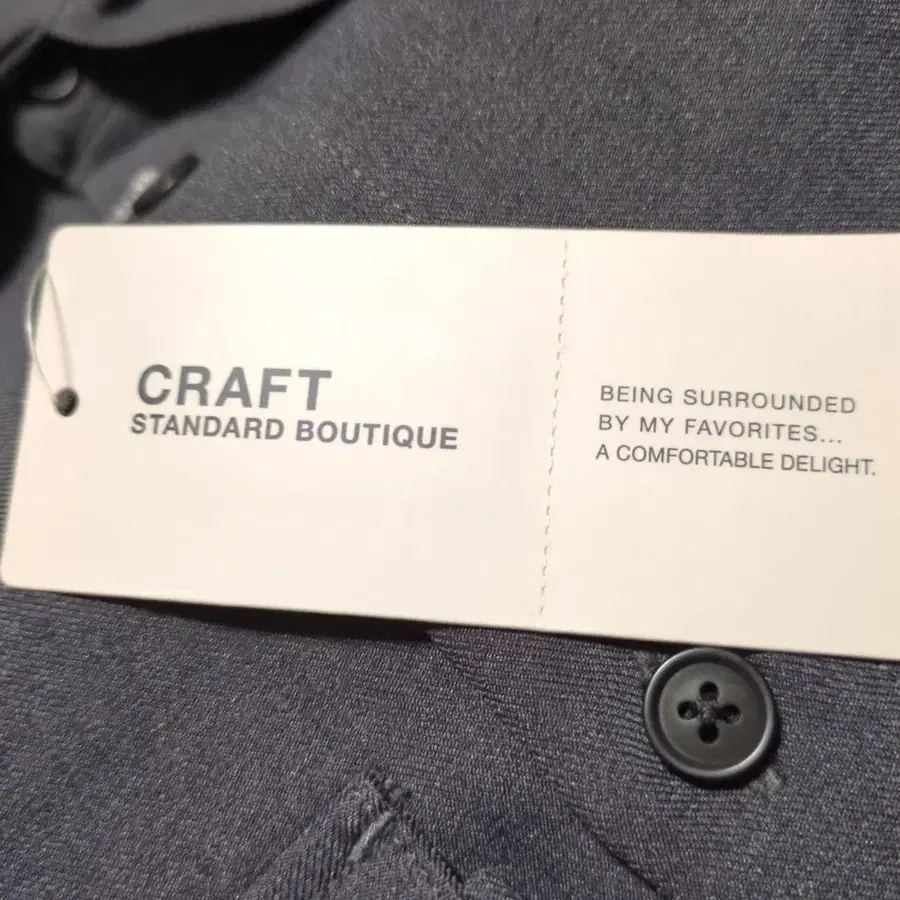 CRAFT
STANDARD BOUTIQUE
BEING SURROUNDED
BY MY FAVORITES...
A COMFORTABLE DELIGHT.